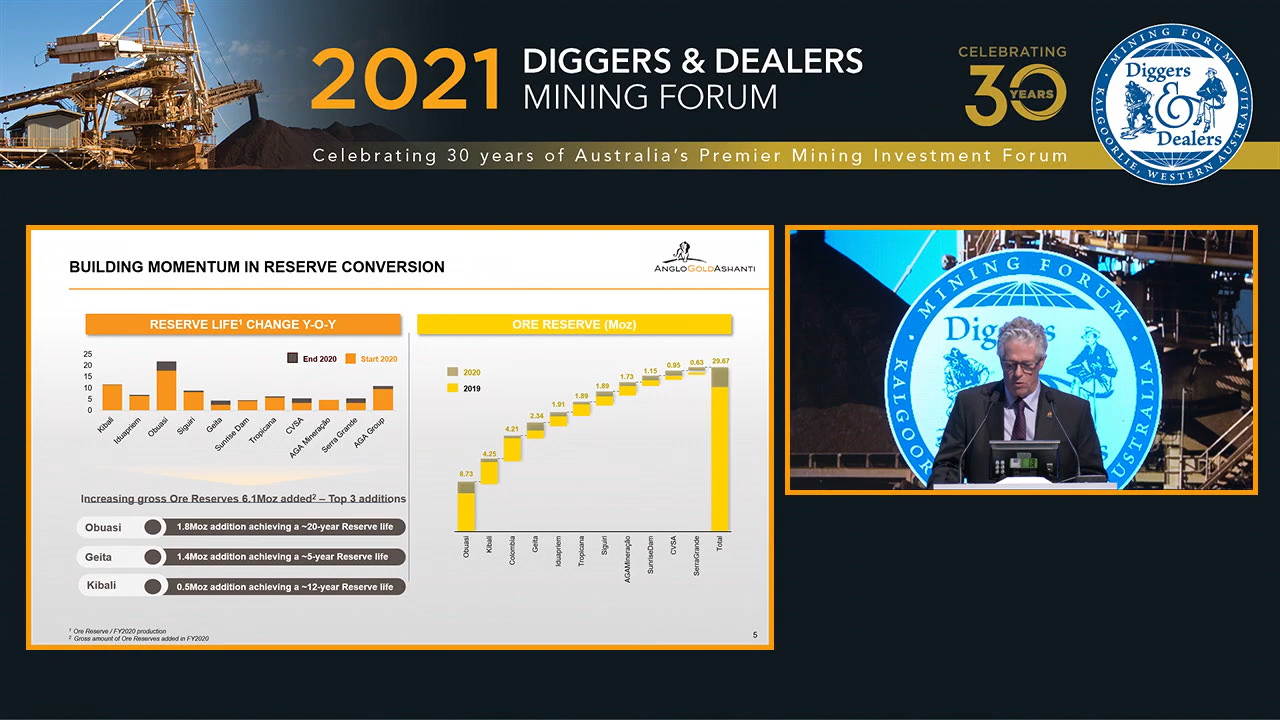 2021 DIGGERS & DEALERS
MINING FORUM
CELEBRATING
30 YEARS
MINING FORUM
Diggers
&
Dealers
KALGOORLIE, WESTERN AUSTRALIA
Celebrating 30 years of Australia's Premier Mining Investment Forum
BUILDING MOMENTUM IN RESERVE CONVERSION
ANGLOGOLDASHANTI
RESERVE LIFE¹ CHANGE Y-O-Y
25
20
15
10
5
0
End 2020
Start 2020
Kibali
Iduapriem
Obuasi
Siguiri
Geita
Sunrise Dam
Tropicana
CVSA
AGA Mineração
Serra Grande
AGA Group
Increasing gross Ore Reserves 6.1Moz added² – Top 3 additions
Obuasi
1.8Moz addition achieving a ~20-year Reserve life
Geita
1.4Moz addition achieving a ~5-year Reserve life
Kibali
0.5Moz addition achieving a ~12-year Reserve life
ORE RESERVE (Moz)
2020
2019
8.73
4.25
4.21
2.34
1.91
1.89
1.89
1.73
1.15
0.95
0.63
29.67
Obuasi
Kibali
Colombia
Geita
Iduapriem
Tropicana
Siguiri
AGAMineração
SunriseDam
CVSA
SerraGrande
Total
¹ Ore Reserve / FY2020 production
² Gross amount of Ore Reserves added in FY2020
5
MINING FORUM
Diggers
KALGOO
AUSTRALIA